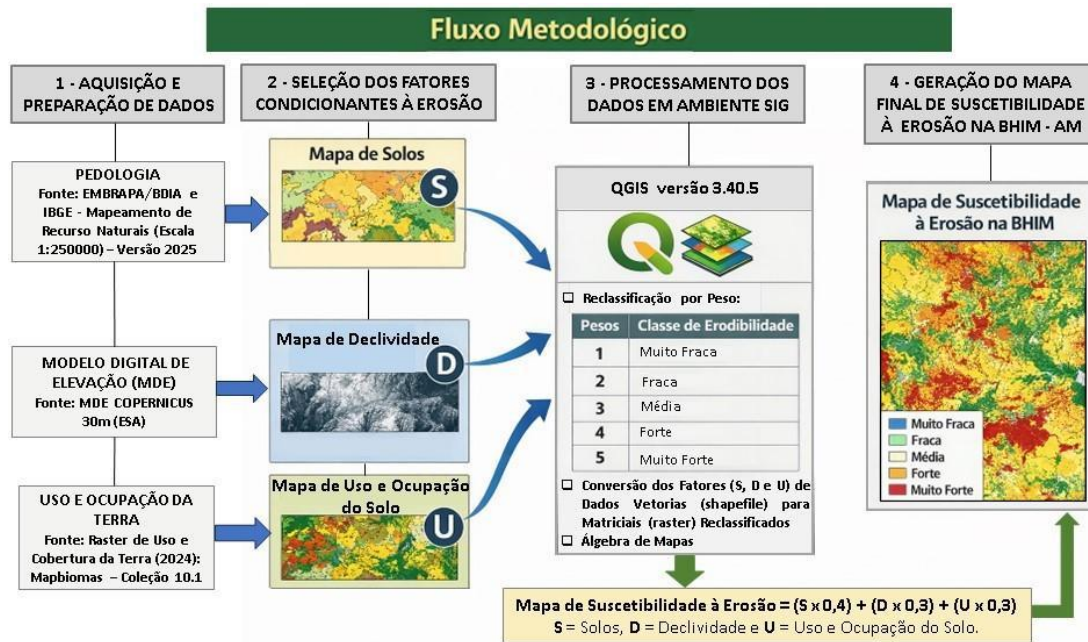 Fluxo Metodológico
1 - AQUISIÇÃO E
PREPARAÇÃO DE DADOS
PEDOLOGIA
Fonte: EMBRAPA/BDIA e
IBGE - Mapeamento de
Recurso Naturais (Escala
1:250000) – Versão 2025
MODELO DIGITAL DE
ELEVAÇÃO (MDE)
Fonte: MDE COPERNICUS
30m (ESA)
USO E OCUPAÇÃO DA
TERRA
Fonte: Raster de Uso e
Cobertura da Terra (2024):
Mapbiomas – Coleção 10.1
2 - SELEÇÃO DOS FATORES
CONDICIONANTES À EROSÃO
Mapa de Solos
S
Mapa de Declividade
D
Mapa de Uso e Ocupação
do Solo
U
3 - PROCESSAMENTO DOS
DADOS EM AMBIENTE SIG
QGIS versão 3.40.5
Reclassificação por Peso:
Pesos Classe de Erodibilidade
1 Muito Fraca
2 Fraca
3 Média
4 Forte
5 Muito Forte
Conversão dos Fatores (S, D e U) de
Dados Vetorias (shapefile) para
Matriciais (raster) Reclassificados
Álgebra de Mapas
4 - GERAÇÃO DO MAPA
FINAL DE SUSCETIBILIDADE
À EROSÃO NA BHIM - AM
Mapa de Suscetibilidade
à Erosão na BHIM
Muito Fraca
Fraca
Média
Forte
Muito Forte
Mapa de Suscetibilidade à Erosão = (S x 0,4) + (D x 0,3) + (U x 0,3)
S = Solos, D = Declividade e U = Uso e Ocupação do Solo.